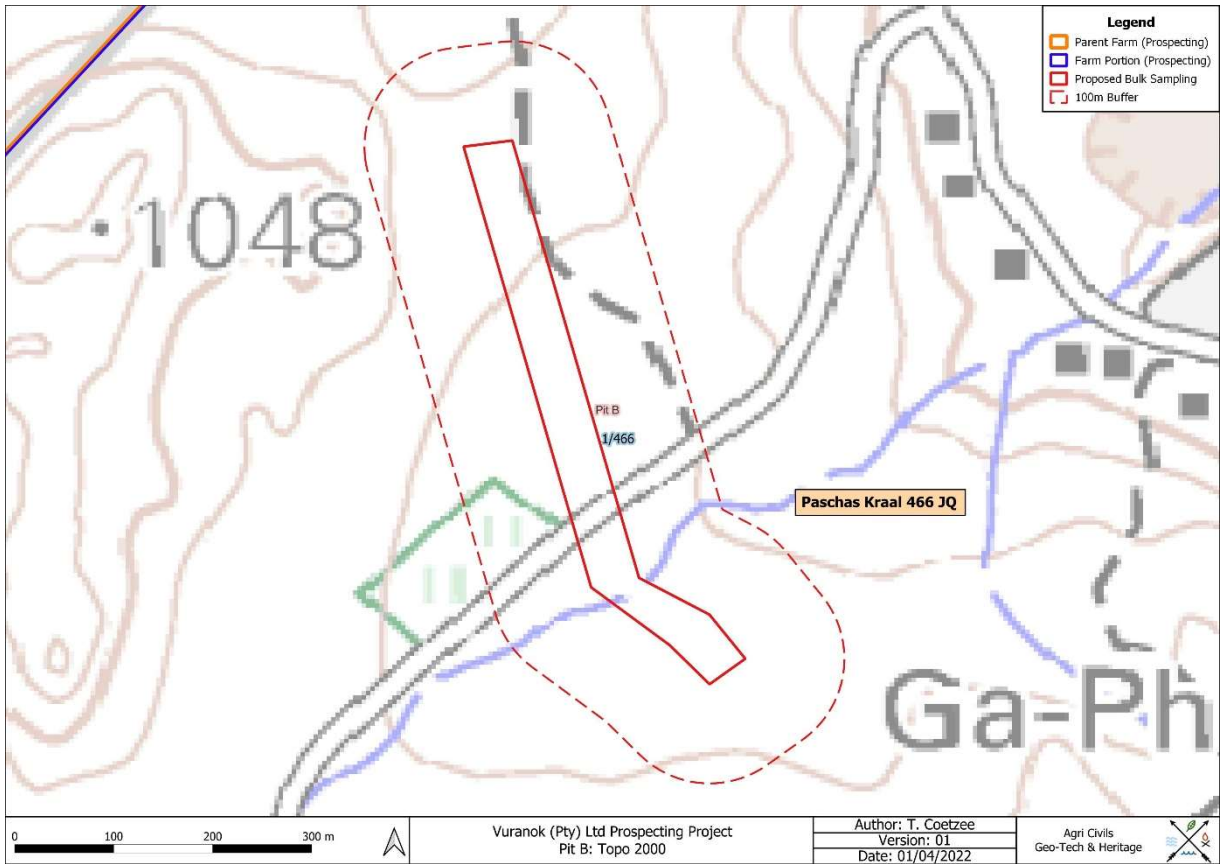 Legend
Parent Farm (Prospecting)
Farm Portion (Prospecting)
Proposed Bulk Sampling
100m Buffer
1048
Pit B
1/466
Paschas Kraal 466 JQ
Ga-Ph
0 100 200 300 m
Vuranok (Pty) Ltd Prospecting Project
Pit B: Topo 2000
Author: T. Coetzee
Version: 01
Date: 01/04/2022
Agri Civils
Geo-Tech & Heritage